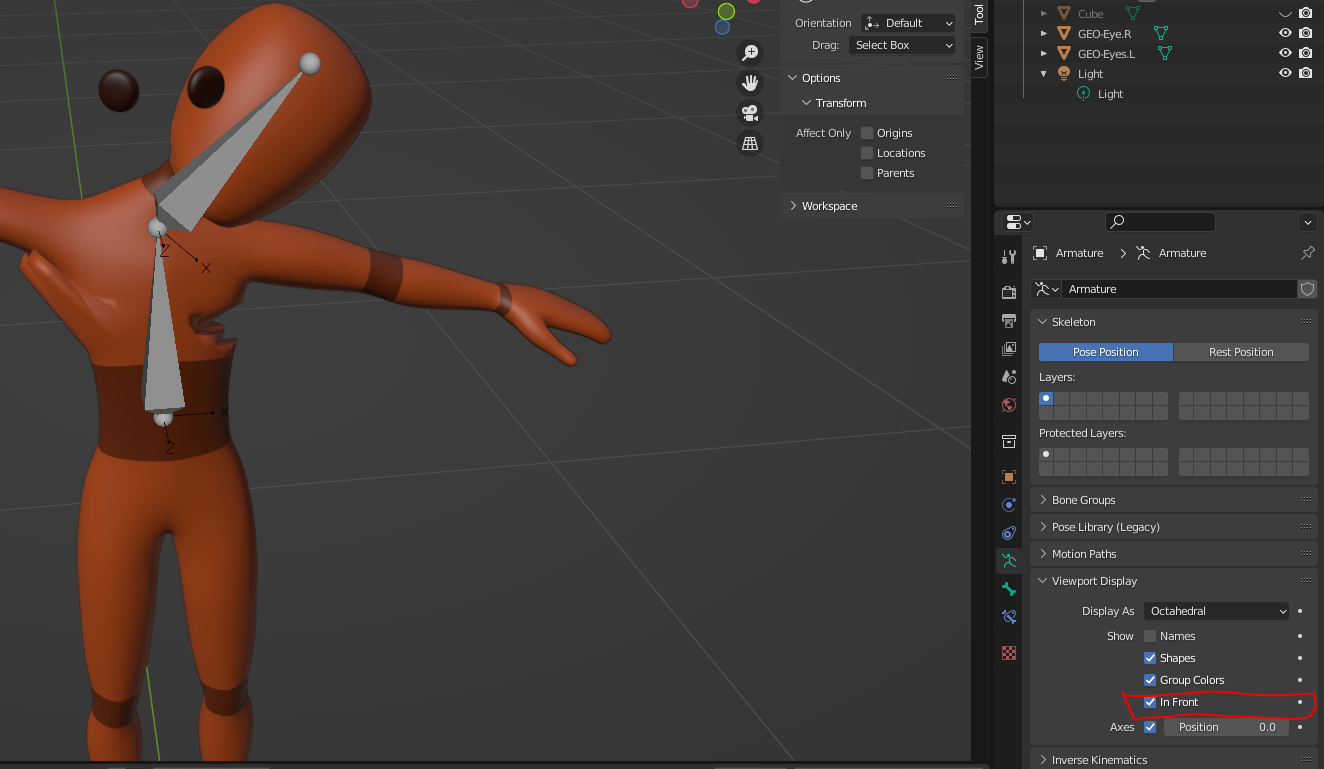 Orientation Default
Drag: Select Box
Options
Transform
Affect Only Origins
Locations
Parents
Workspace
Tool
View
Cube
GEO-Eye.R
GEO-Eyes.L
Light
Light
Armature > Armature
Armature
Skeleton
Pose Position Rest Position
Layers:
Protected Layers:
Bone Groups
Pose Library (Legacy)
Motion Paths
Viewport Display
Display As Octahedral
Show Names
Shapes
Group Colors
In Front
Axes Position 0.0
Inverse Kinematics
Z
X
X
Z